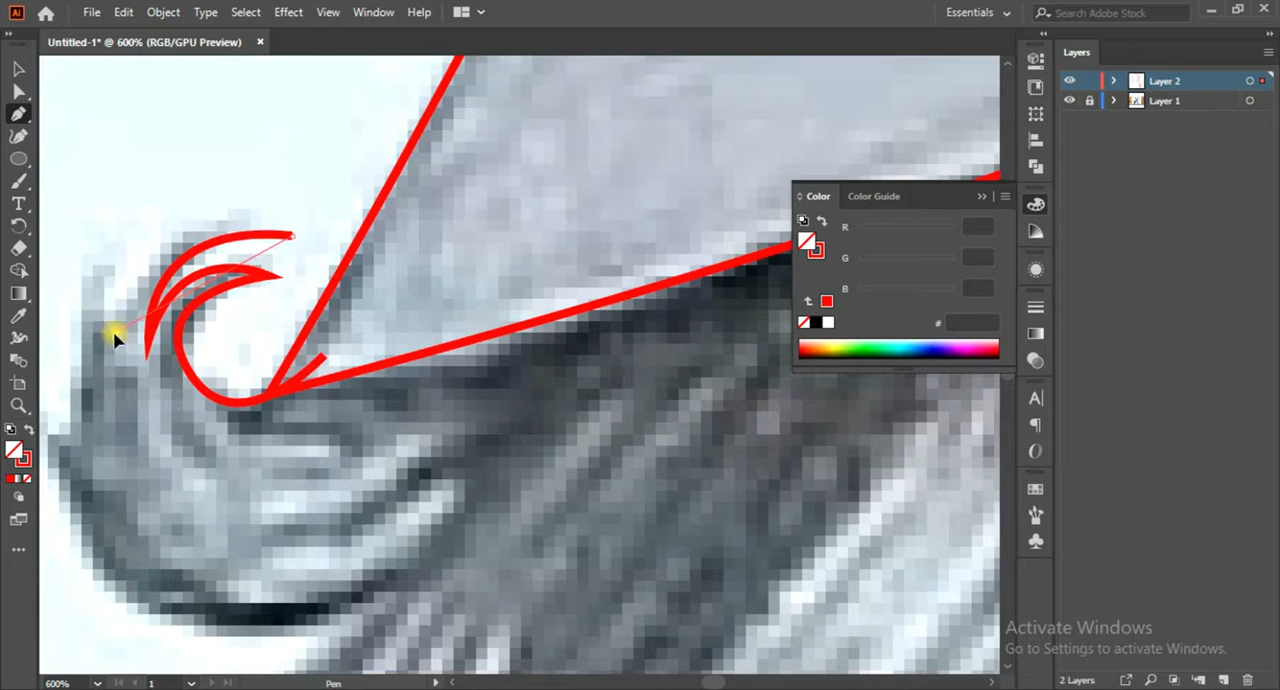 Ai File Edit Object Type Select Effect View Window Help Essentials Search Adobe Stock
Untitled-1* @ 600% (RGB/GPU Preview) ×
Layers
Layer 2
Layer 1
Color Color Guide
R
G
B
#
Activate Windows
Go to Settings to activate Windows.
600% 1 Pen 2 Layers